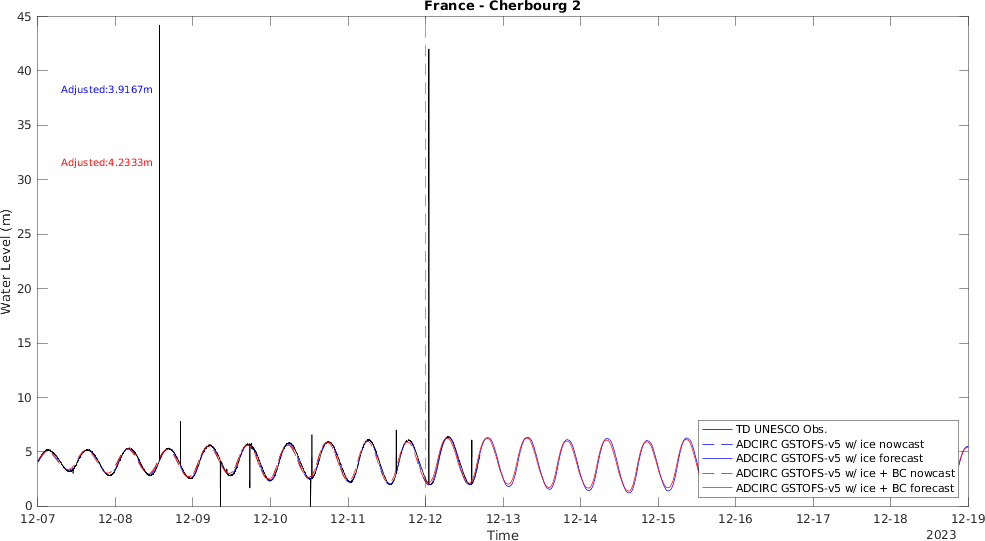 France - Cherbourg 2
45
40
35
30
25
20
15
10
5
0
Water Level (m)
Adjusted:3.9167m
Adjusted:4.2333m
TD UNESCO Obs.
ADCIRC GSTOFS-v5 w/ ice nowcast
ADCIRC GSTOFS-v5 w/ ice forecast
ADCIRC GSTOFS-v5 w/ ice + BC nowcast
ADCIRC GSTOFS-v5 w/ ice + BC forecast
12-07 12-08 12-09 12-10 12-11 12-12 12-13 12-14 12-15 12-16 12-17 12-18 12-19
Time
2023